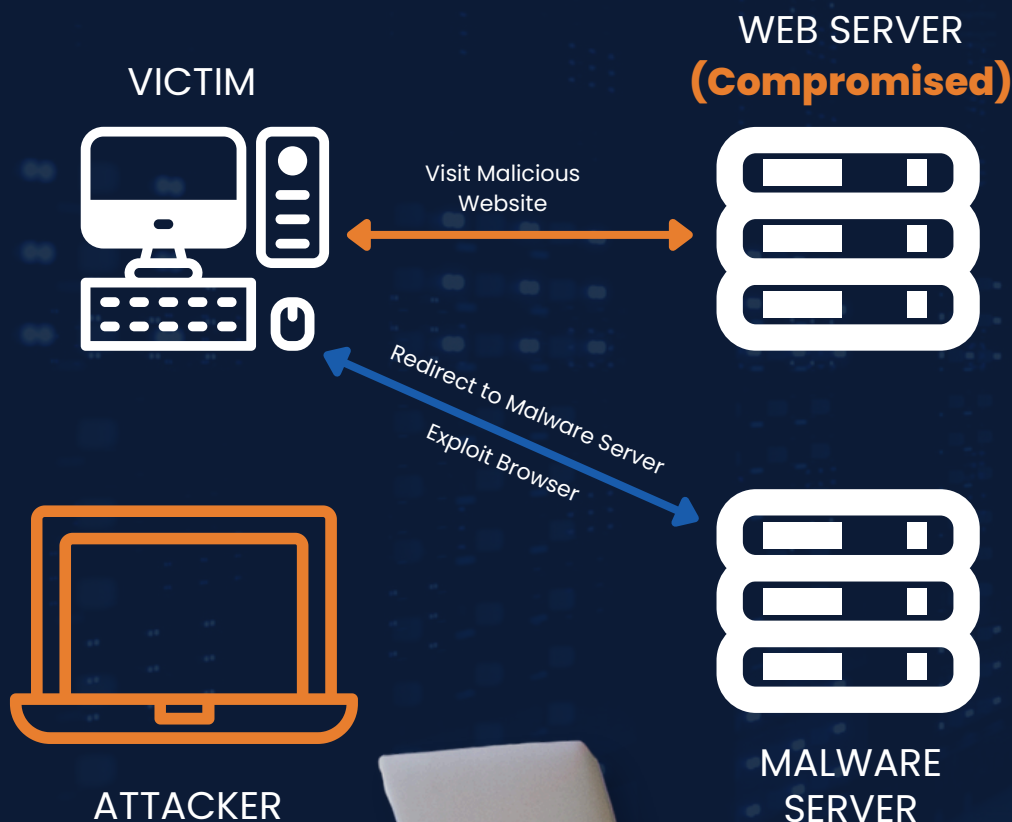 WEB SERVER
(Compromised)
VICTIM
Visit Malicious
Website
Redirect to Malware Server
Exploit Browser
ATTACKER
MALWARE
SERVER